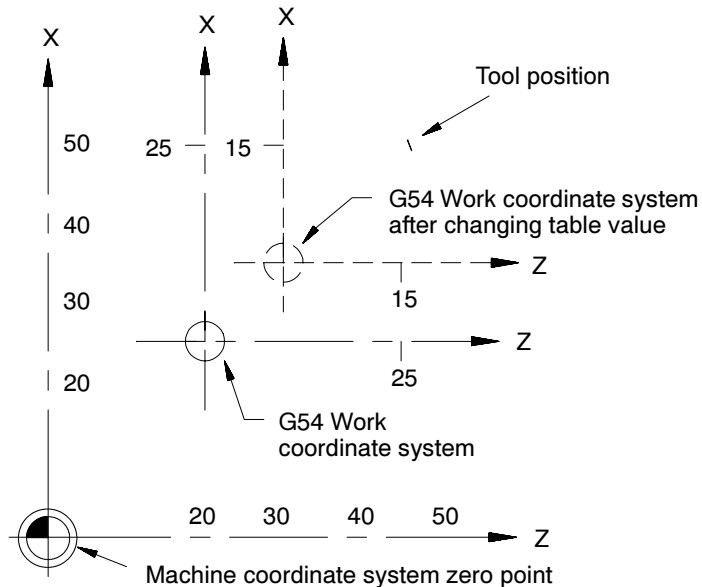 X
X
X
Tool position
50
25
15
G54 Work coordinate system
after changing table value
40
Z
30
15
Z
20
25
G54 Work
coordinate system
20 30 40 50
Z
Machine coordinate system zero point